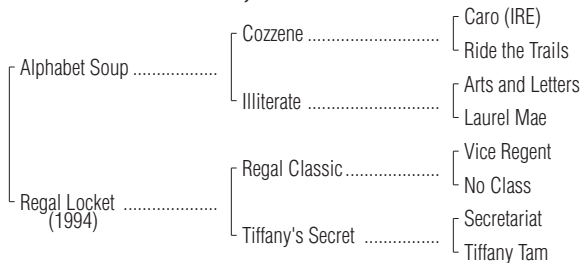 Caro (IRE)
Cozzene
Ride the Trails
Alphabet Soup
Arts and Letters
Illiterate
Laurel Mae
Vice Regent
Regal Classic
No Class
Regal Locket
(1994)
Secretariat
Tiffany's Secret
Tiffany Tam